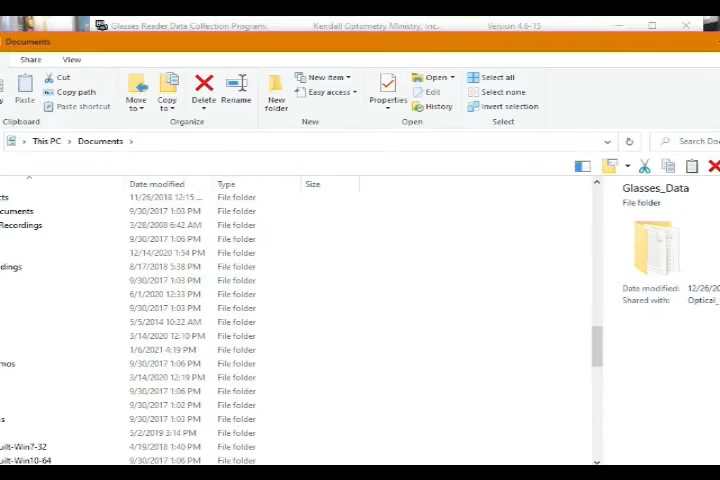 Glasses Reader Data Collection Program. Kendall Optometry Ministry, Inc. Version 4.6-15
Documents
Share View
Cut
Copy path
Paste shortcut
Paste
Move to
Copy to
Delete
Rename
New folder
New item
Easy access
Properties
Open
Edit
History
Select all
Select none
Invert selection
Clipboard Organize New Open Select
This PC > Documents >
Search Doc
Date modified Type Size
11/26/2018 12:15 ... File folder
cuments 9/30/2017 1:03 PM File folder
Recordings 3/28/2008 6:42 AM File folder
9/30/2017 1:06 PM File folder
12/14/2020 1:54 PM File folder
dings 8/17/2018 5:38 PM File folder
9/30/2017 1:03 PM File folder
6/1/2020 12:33 PM File folder
9/30/2017 1:03 PM File folder
5/5/2014 10:22 AM File folder
3/14/2020 12:10 PM File folder
1/6/2021 4:19 PM File folder
mos 9/30/2017 1:06 PM File folder
3/14/2020 12:19 PM File folder
9/30/2017 1:06 PM File folder
9/30/2017 1:02 PM File folder
s 9/30/2017 1:03 PM File folder
5/2/2019 3:14 PM File folder
uilt-Win7-32 4/19/2018 1:40 PM File folder
uilt-Win10-64 9/30/2017 1:06 PM File folder
Glasses_Data
File folder
Date modified: 12/26/20
Shared with: Optical_